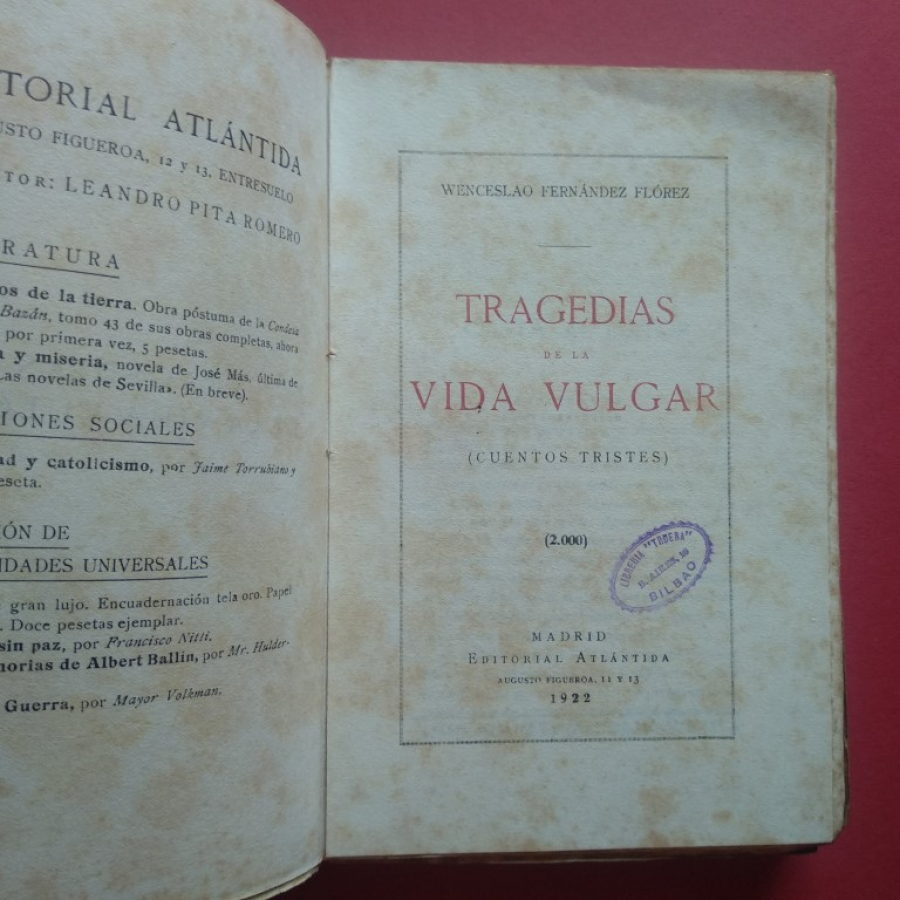 TORIAL ATLÁNTIDA
USTO FIGUEROA, 12 y 13, ENTRESUELO
TOR: LEANDRO PITA ROMERO
RATURA
os de la tierra. Obra póstuma de la Condesa
Bazán, tomo 43 de sus obras completas, ahora
por primera vez, 5 pesetas.
a y miseria, novela de José Más, última de
as novelas de Sevilla». (En breve).
IONES SOCIALES
ad y catolicismo, por Jaime Torrubiano y
eseta.
IÓN DE
IDADES UNIVERSALES
gran lujo. Encuadernación tela oro. Papel
. Doce pesetas ejemplar.
sin paz, por Francisco Nitti.
morias de Albert Ballin, por Mr. Hulder-
Guerra, por Mayor Volkman.
WENCESLAO FERNÁNDEZ FLÓREZ
TRAGEDIAS
DE LA
VIDA VULGAR
(CUENTOS TRISTES)
(2.000)
LIBRERIA "TODERA"
BILBAO
MADRID
EDITORIAL ATLÁNTIDA
AUGUSTO FIGUEROA, 11 Y 13
1922